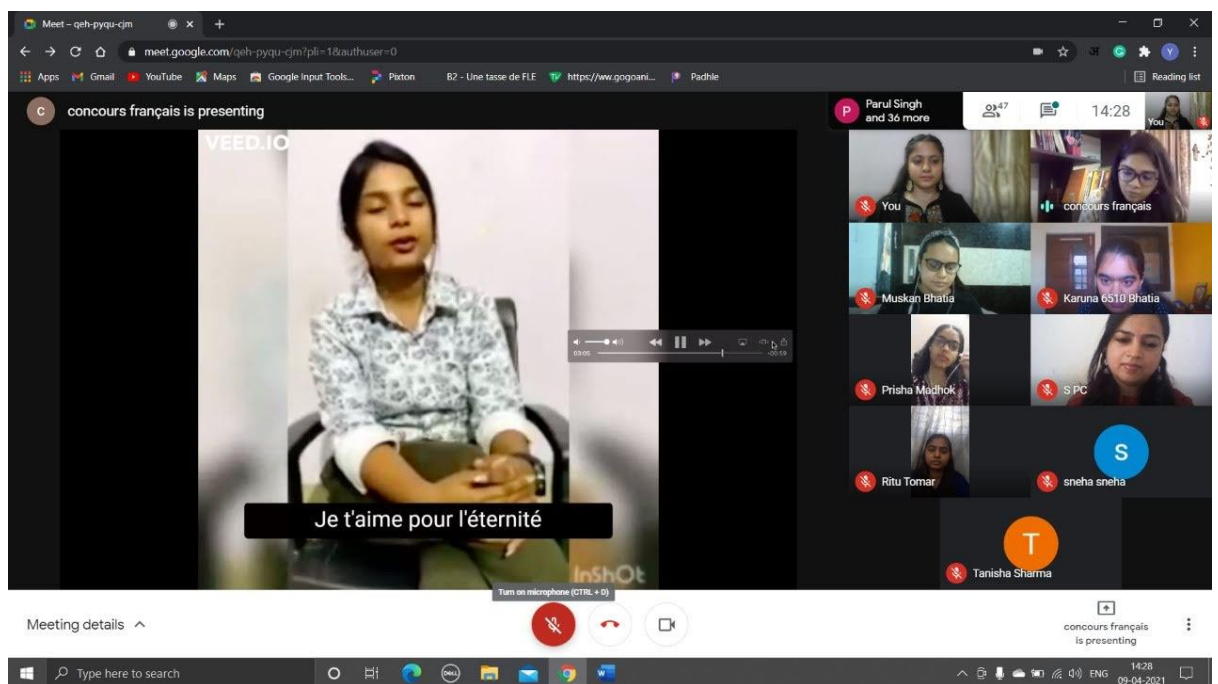 Meet – qeh-pyqu-cjm
meet.google.com/qeh-pyqu-cjm?pli=1&authuser=0
Apps Gmail YouTube Maps Google Input Tools... Pixton B2 - Une tasse de FLE https://ww.gogoani... Padhle Reading list
C concours français is presenting
P Parul Singh and 36 more
47
14:28
You
VEED.IO
You
concours français
Muskan Bhatia
Karuna 6510 Bhatia
03:05 -00:59
Prisha Madhok
S PC
Ritu Tomar
S
sneha sneha
Je t'aime pour l'éternité
T
Tanisha Sharma
InShOt
Turn on microphone (CTRL + D)
Meeting details
concours français
is presenting
Type here to search
DELL
ENG
14:28
09-04-2021